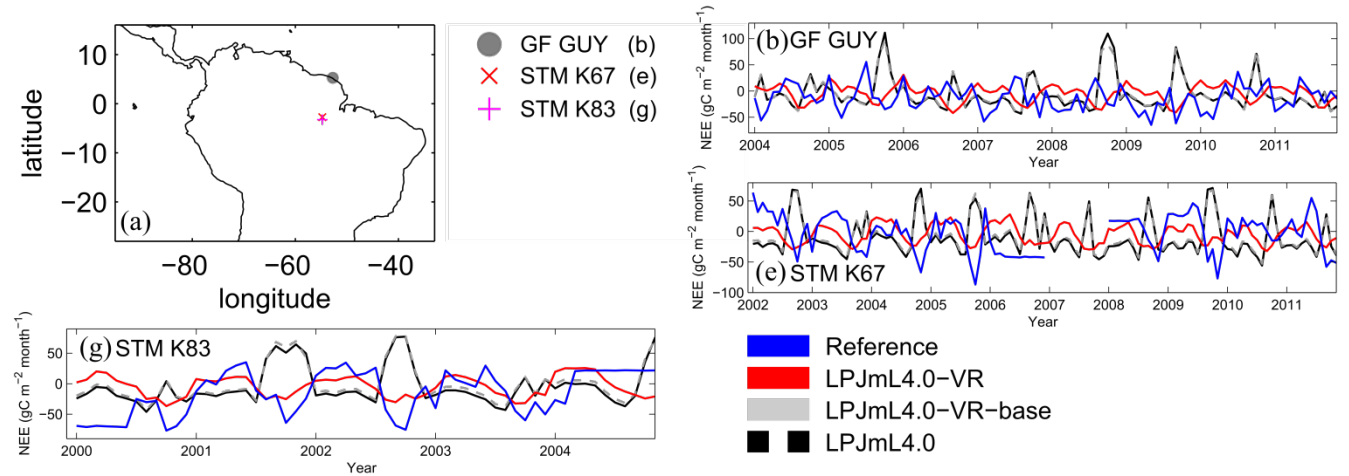 10
0
−10
−20
latitude
(a)
−80
−60
−40
longitude
GF GUY (b)
STM K67 (e)
STM K83 (g)
(b) GF GUY
NEE (gC m−2 month−1)
100
50
0
−50
2004 2005 2006 2007 2008 2009 2010 2011
Year
(e) STM K67
NEE (gC m−2 month−1)
50
0
−50
−100
2002 2003 2004 2005 2006 2007 2008 2009 2010 2011
Year
(g) STM K83
NEE (gC m−2 month−1)
50
0
−50
2000 2001 2002 2003 2004
Year
Reference
LPJmL4.0−VR
LPJmL4.0−VR−base
LPJmL4.0